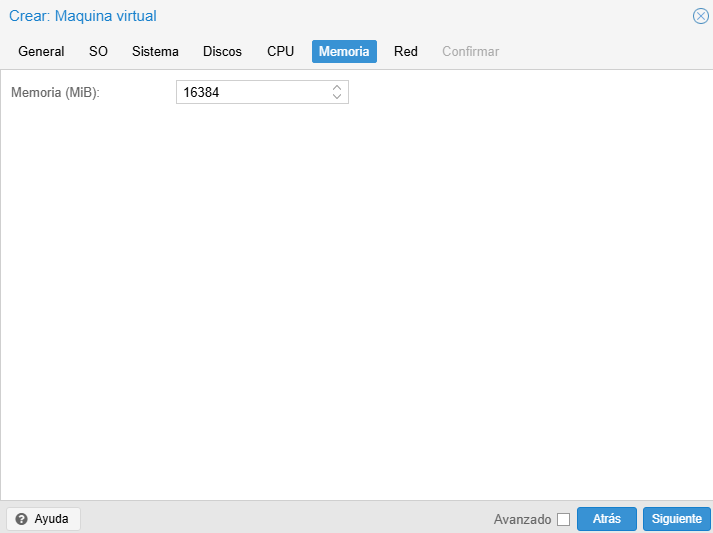 Crear: Maquina virtual
General SO Sistema Discos CPU Memoria Red Confirmar
Memoria (MiB): 16384
Ayuda Avanzado Atrás Siguiente